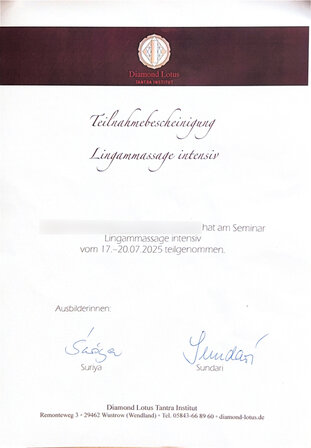 Diamond Lotus
TANTRA INSTITUT
Teilnahmebescheinigung
Lingammassage intensiv
hat am Seminar
Lingammassage intensiv
vom 17.–20.07.2025 teilgenommen.
Ausbilderinnen:
Suriya Sundari
Suriya Sundari
Diamond Lotus Tantra Institut
Remonteweg 3 • 29462 Wustrow (Wendland) • Tel. 05843-66 89 60 • diamond-lotus.de